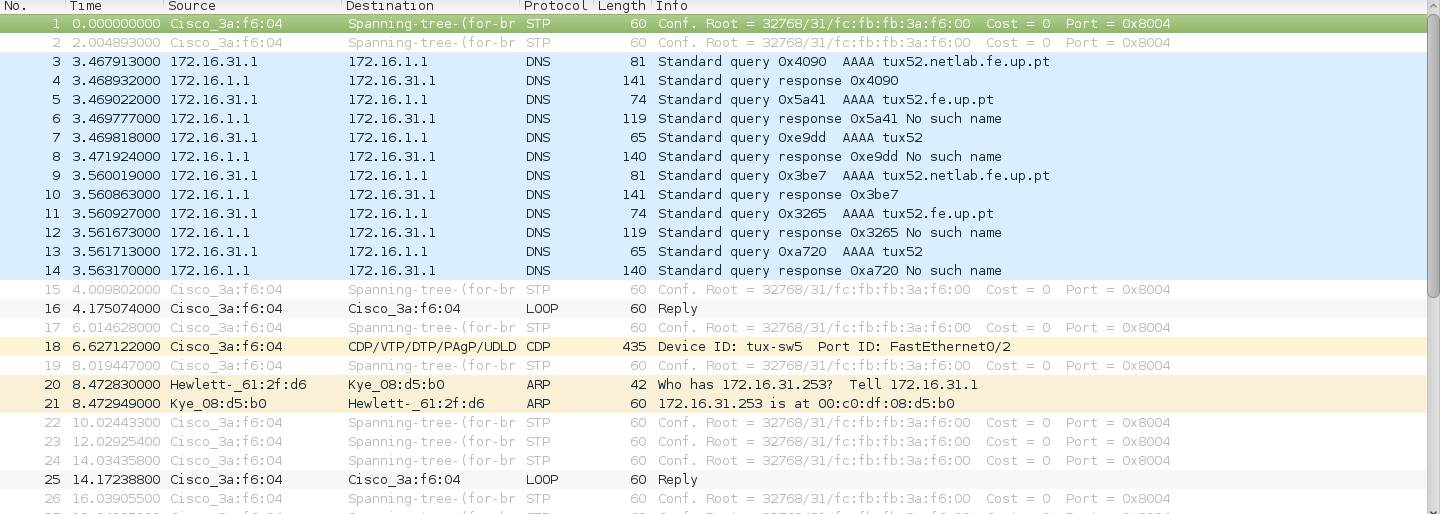 No. Time Source Destination Protocol Length Info
1 0.000000000 Cisco_3a:f6:04 Spanning-tree-(for-br STP 60 Conf. Root = 32768/31/fc:fb:fb:3a:f6:00 Cost = 0 Port = 0x8004
2 2.004893000 Cisco_3a:f6:04 Spanning-tree-(for-br STP 60 Conf. Root = 32768/31/fc:fb:fb:3a:f6:00 Cost = 0 Port = 0x8004
3 3.467913000 172.16.31.1 172.16.1.1 DNS 81 Standard query 0x4090 AAAA tux52.netlab.fe.up.pt
4 3.468932000 172.16.1.1 172.16.31.1 DNS 141 Standard query response 0x4090
5 3.469022000 172.16.31.1 172.16.1.1 DNS 74 Standard query 0x5a41 AAAA tux52.fe.up.pt
6 3.469777000 172.16.1.1 172.16.31.1 DNS 119 Standard query response 0x5a41 No such name
7 3.469818000 172.16.31.1 172.16.1.1 DNS 65 Standard query 0xe9dd AAAA tux52
8 3.471924000 172.16.1.1 172.16.31.1 DNS 140 Standard query response 0xe9dd No such name
9 3.560019000 172.16.31.1 172.16.1.1 DNS 81 Standard query 0x3be7 AAAA tux52.netlab.fe.up.pt
10 3.560863000 172.16.1.1 172.16.31.1 DNS 141 Standard query response 0x3be7
11 3.560927000 172.16.31.1 172.16.1.1 DNS 74 Standard query 0x3265 AAAA tux52.fe.up.pt
12 3.561673000 172.16.1.1 172.16.31.1 DNS 119 Standard query response 0x3265 No such name
13 3.561713000 172.16.31.1 172.16.1.1 DNS 65 Standard query 0xa720 AAAA tux52
14 3.563170000 172.16.1.1 172.16.31.1 DNS 140 Standard query response 0xa720 No such name
15 4.009802000 Cisco_3a:f6:04 Spanning-tree-(for-br STP 60 Conf. Root = 32768/31/fc:fb:fb:3a:f6:00 Cost = 0 Port = 0x8004
16 4.175074000 Cisco_3a:f6:04 Cisco_3a:f6:04 LOOP 60 Reply
17 6.014628000 Cisco_3a:f6:04 Spanning-tree-(for-br STP 60 Conf. Root = 32768/31/fc:fb:fb:3a:f6:00 Cost = 0 Port = 0x8004
18 6.627122000 Cisco_3a:f6:04 CDP/VTP/DTP/PAgP/UDLD CDP 435 Device ID: tux-sw5 Port ID: FastEthernet0/2
19 8.019447000 Cisco_3a:f6:04 Spanning-tree-(for-br STP 60 Conf. Root = 32768/31/fc:fb:fb:3a:f6:00 Cost = 0 Port = 0x8004
20 8.472830000 Hewlett-_61:2f:d6 Kye_08:d5:b0 ARP 42 Who has 172.16.31.253? Tell 172.16.31.1
21 8.472949000 Kye_08:d5:b0 Hewlett-_61:2f:d6 ARP 60 172.16.31.253 is at 00:c0:df:08:d5:b0
22 10.02443300 Cisco_3a:f6:04 Spanning-tree-(for-br STP 60 Conf. Root = 32768/31/fc:fb:fb:3a:f6:00 Cost = 0 Port = 0x8004
23 12.02925400 Cisco_3a:f6:04 Spanning-tree-(for-br STP 60 Conf. Root = 32768/31/fc:fb:fb:3a:f6:00 Cost = 0 Port = 0x8004
24 14.03435800 Cisco_3a:f6:04 Spanning-tree-(for-br STP 60 Conf. Root = 32768/31/fc:fb:fb:3a:f6:00 Cost = 0 Port = 0x8004
25 14.17238800 Cisco_3a:f6:04 Cisco_3a:f6:04 LOOP 60 Reply
26 16.03905500 Cisco_3a:f6:04 Spanning-tree-(for-br STP 60 Conf. Root = 32768/31/fc:fb:fb:3a:f6:00 Cost = 0 Port = 0x8004